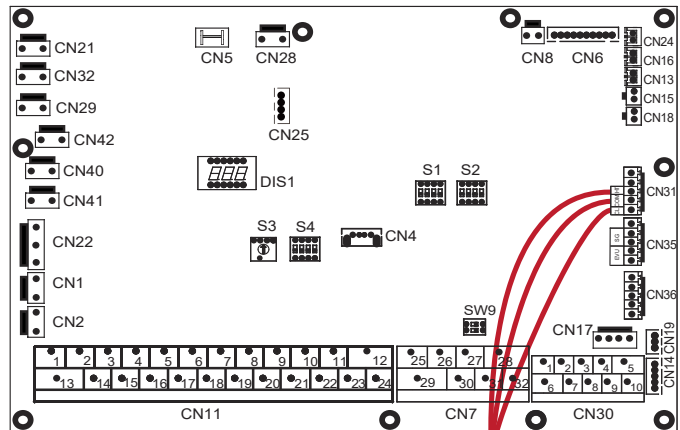 CN21
CN32
CN29
CN42
CN40
CN41
CN22
CN1
CN2
CN5
CN28
CN25
DIS1
S1 S2
S3 S4
CN4
SW9
CN8 CN6
CN24
CN16
CN13
CN15
CN18
CN31
COM
CN35
SG
EVU
CN36
CN17
CN19
CN14
1 2 3 4 5 6 7 8 9 10 11 12
13 14 15 16 17 18 19 20 21 22 23 24
CN11
25 26 27 28
29 30 31 32
CN7
1 2 3 4 5
6 7 8 9 10
CN30